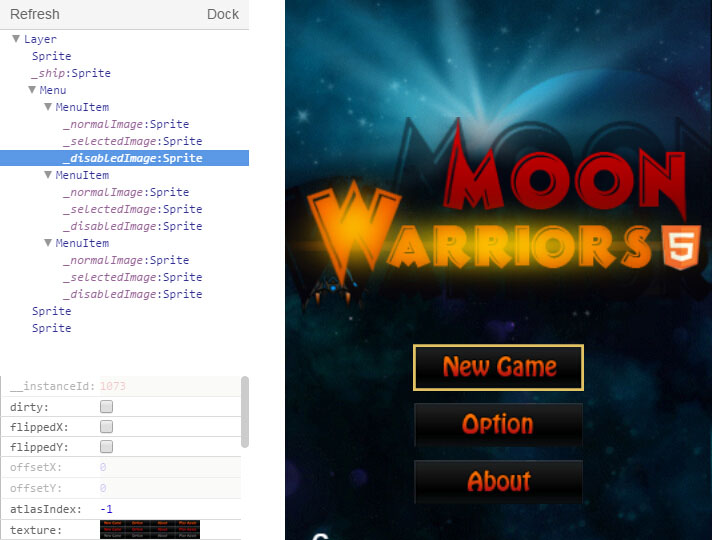 Refresh Dock
Layer
Sprite
_ship:Sprite
Menu
MenuItem
_normalImage:Sprite
_selectedImage:Sprite
_disabledImage:Sprite
MenuItem
_normalImage:Sprite
_selectedImage:Sprite
_disabledImage:Sprite
MenuItem
_normalImage:Sprite
_selectedImage:Sprite
_disabledImage:Sprite
Sprite
Sprite
__instanceId: 1073
dirty:
flippedX:
flippedY:
offsetX: 0
offsetY: 0
atlasIndex: -1
texture:
MOON
WARRIORS 5
New Game
Option
About